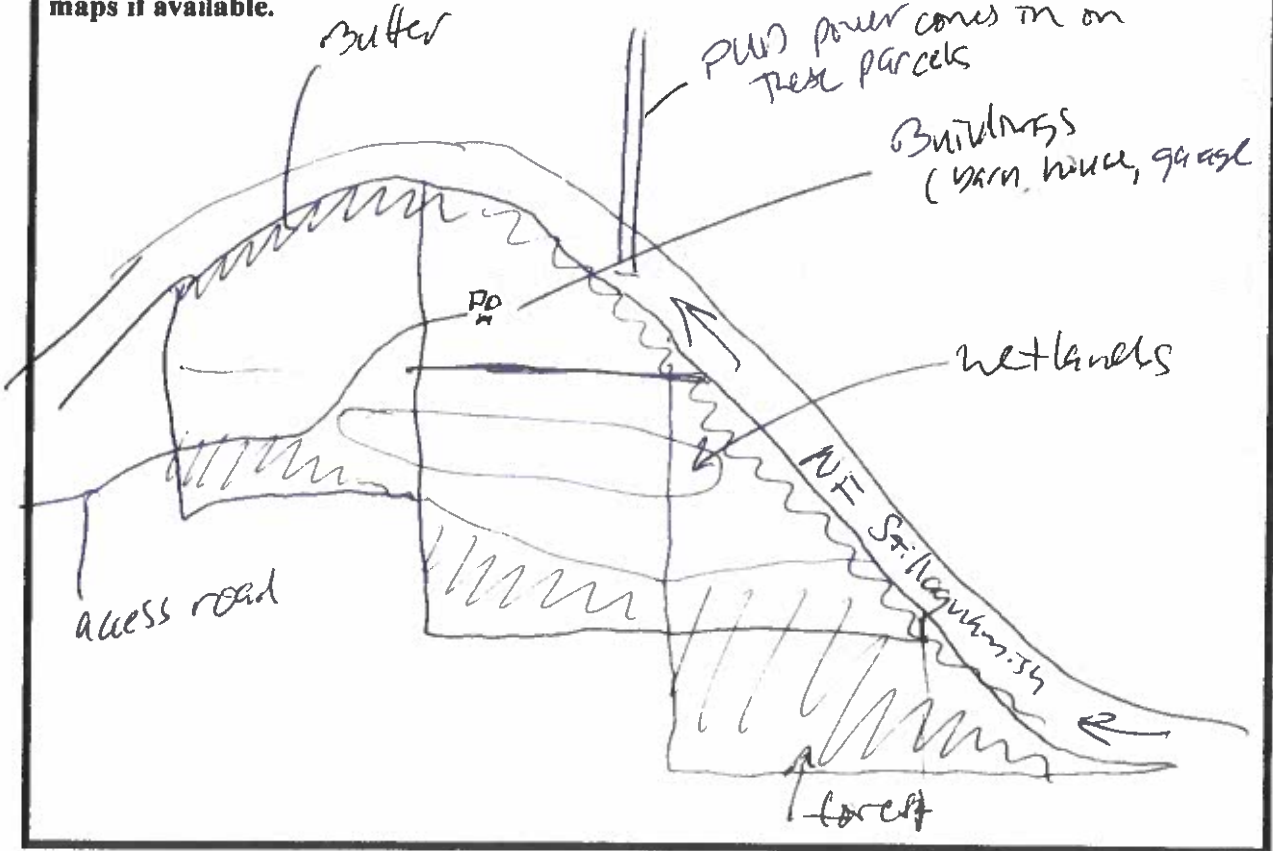 maps if available.
Buffer
PUD power comes in on
these parcels
Buildings
(barn, house, garage
wetlands
NF Stillaguamish
access road
forest